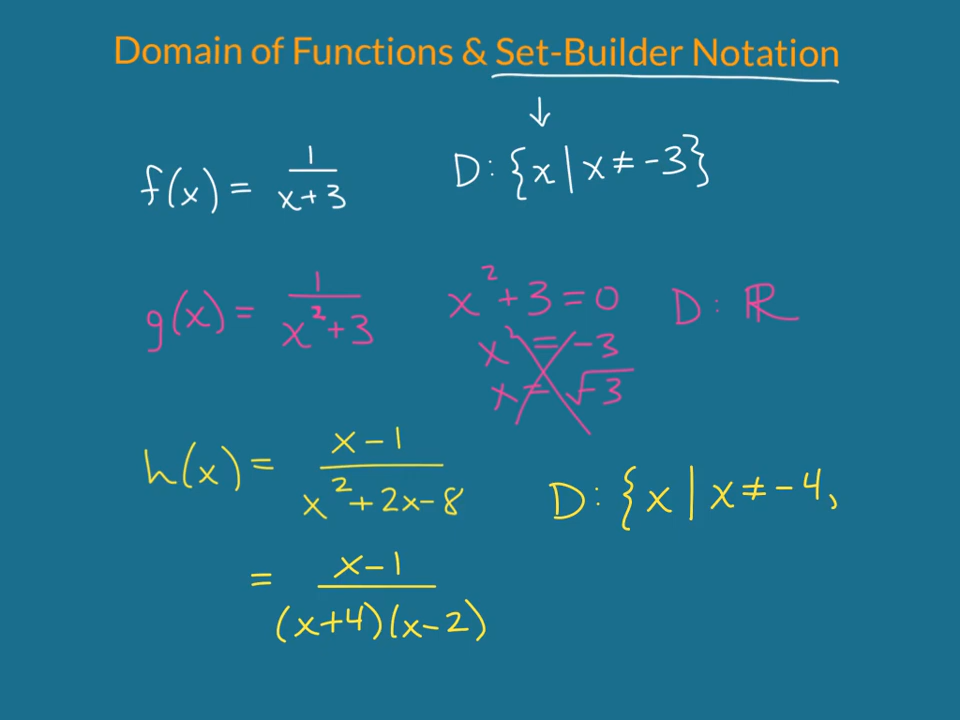 Domain of Functions & Set-Builder Notation
↓
f(x) = 1/(x+3) D: {x | x ≠ -3}
g(x) = 1/(x²+3) x²+3 = 0 D: ℝ
x² = -3
x = √-3
h(x) = (x-1)/(x²+2x-8) D: {x | x ≠ -4,
= (x-1)/((x+4)(x-2))